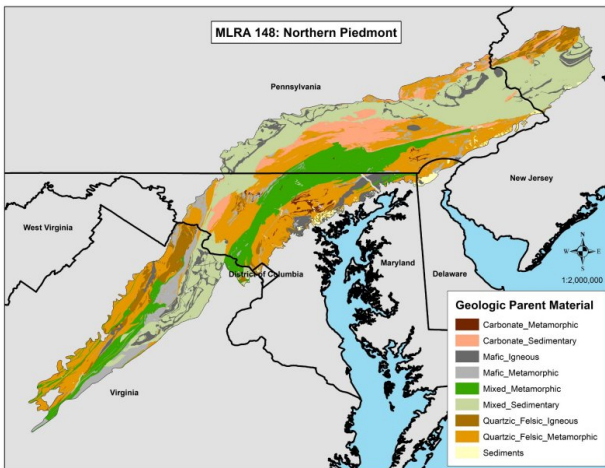 MLRA 148: Northern Piedmont
Pennsylvania
New Jersey
West Virginia
Maryland
Delaware
District of Columbia
Virginia
N
W
E
S
1:2,000,000
Geologic Parent Material
Carbonate_Metamorphic
Carbonate_Sedimentary
Mafic_Igneous
Mafic_Metamorphic
Mixed_Metamorphic
Mixed_Sedimentary
Quartzic_Felsic_Igneous
Quartzic_Felsic_Metamorphic
Sediments